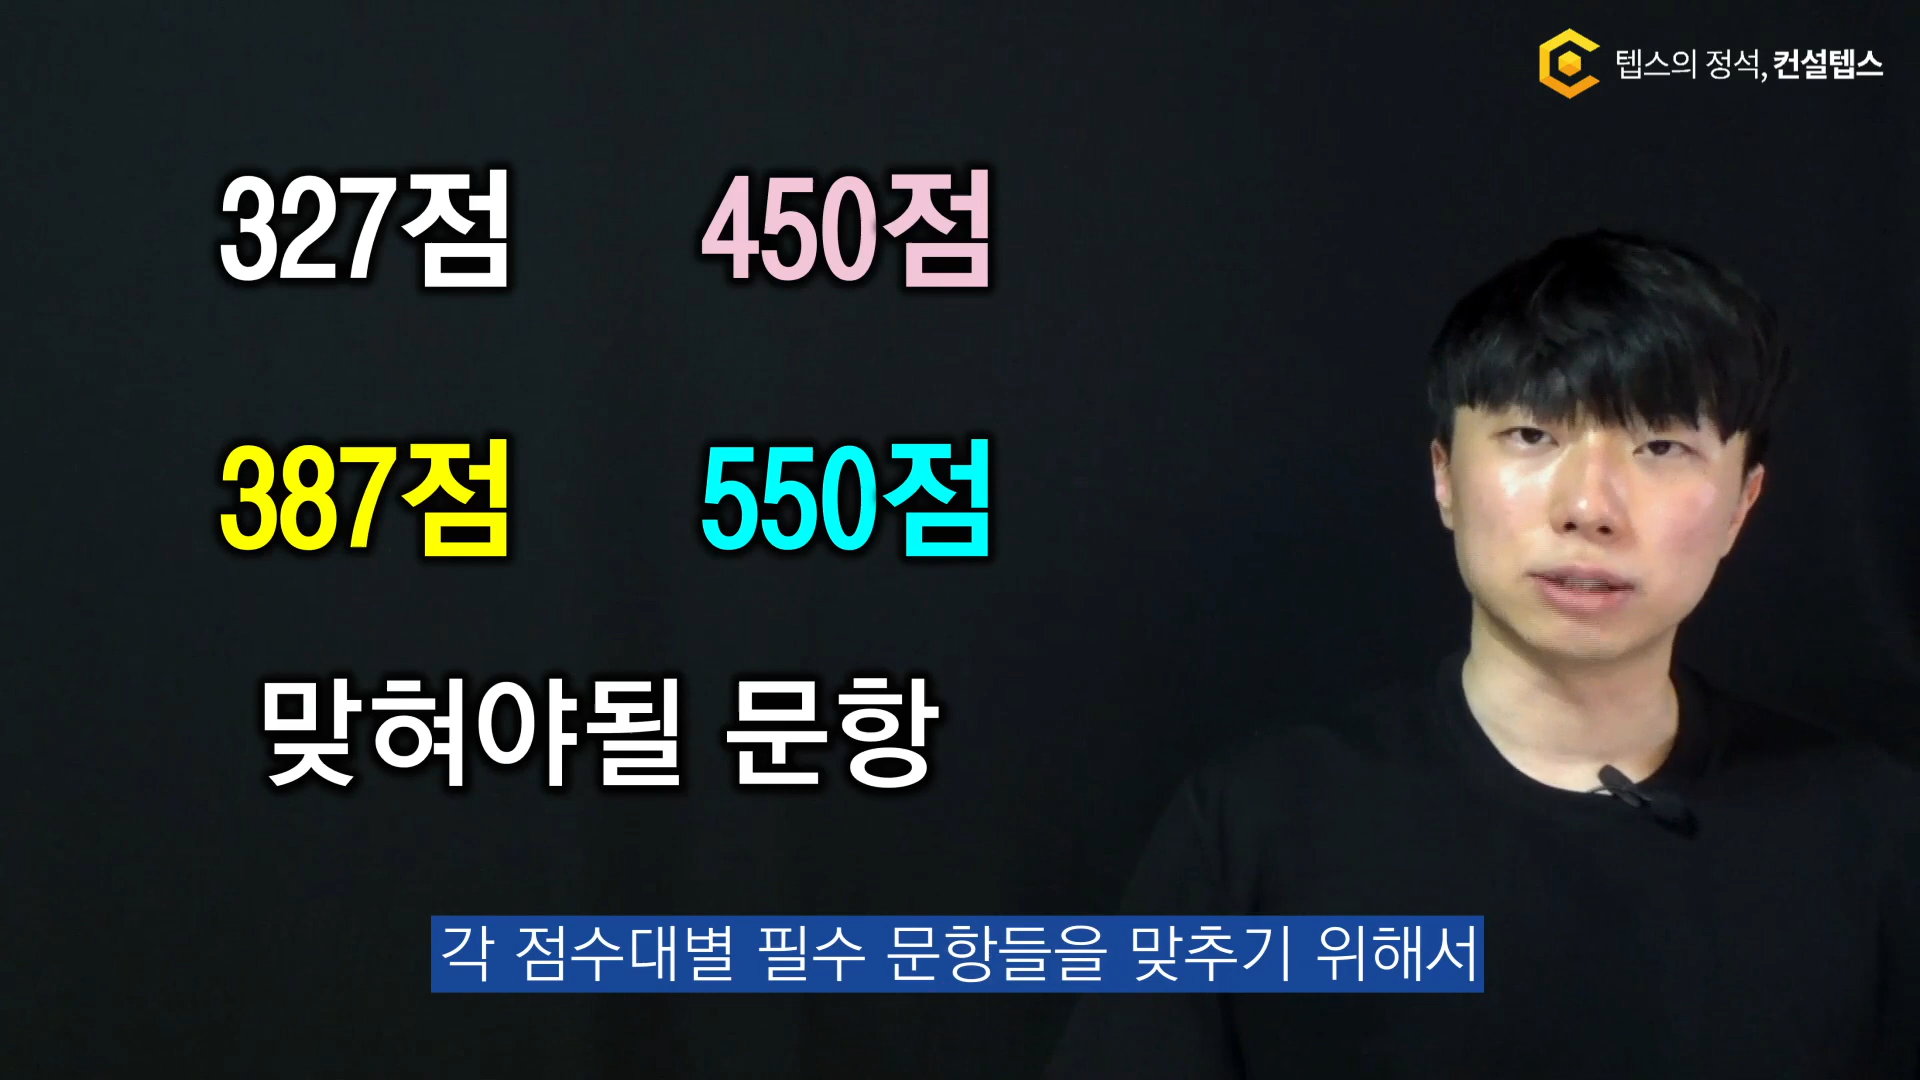 텝스의 정석, 컨설텝스
327점 450점
387점 550점
맞혀야될 문항
각 점수대별 필수 문항들을 맞추기 위해서